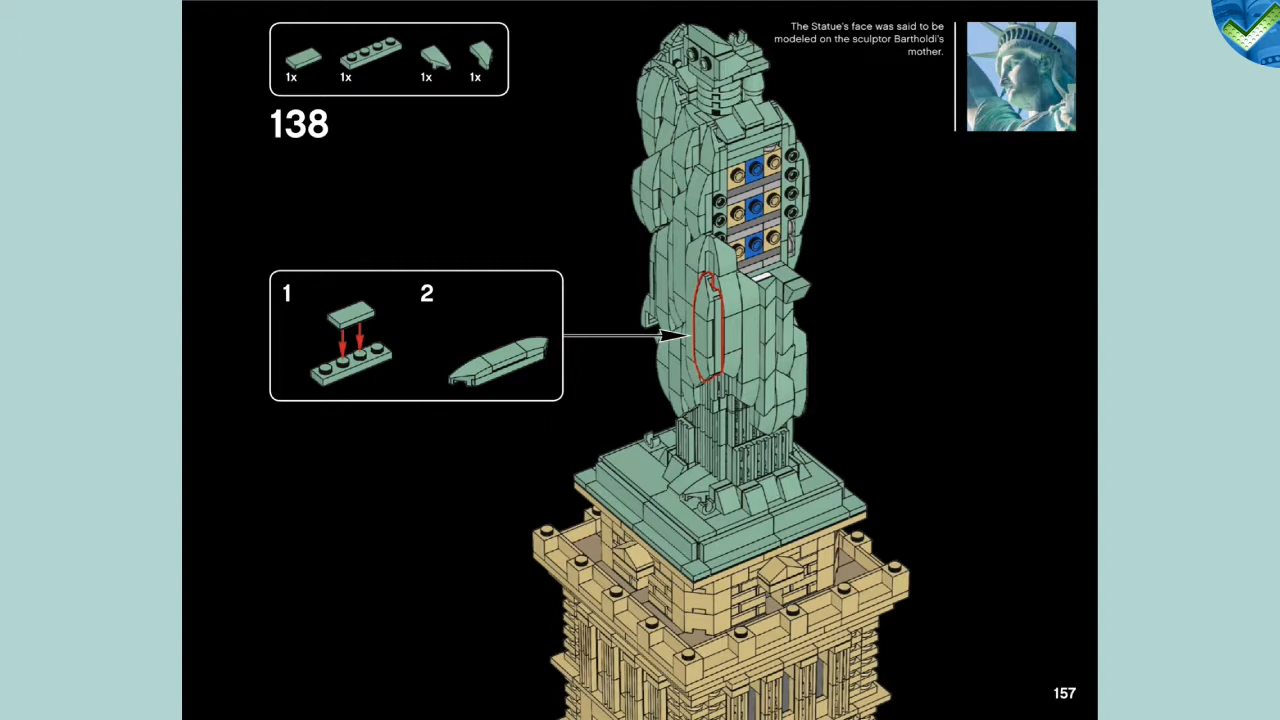 1x 1x 1x 1x
138
The Statue's face was said to be
modeled on the sculptor Bartholdi's
mother.
1 2
157